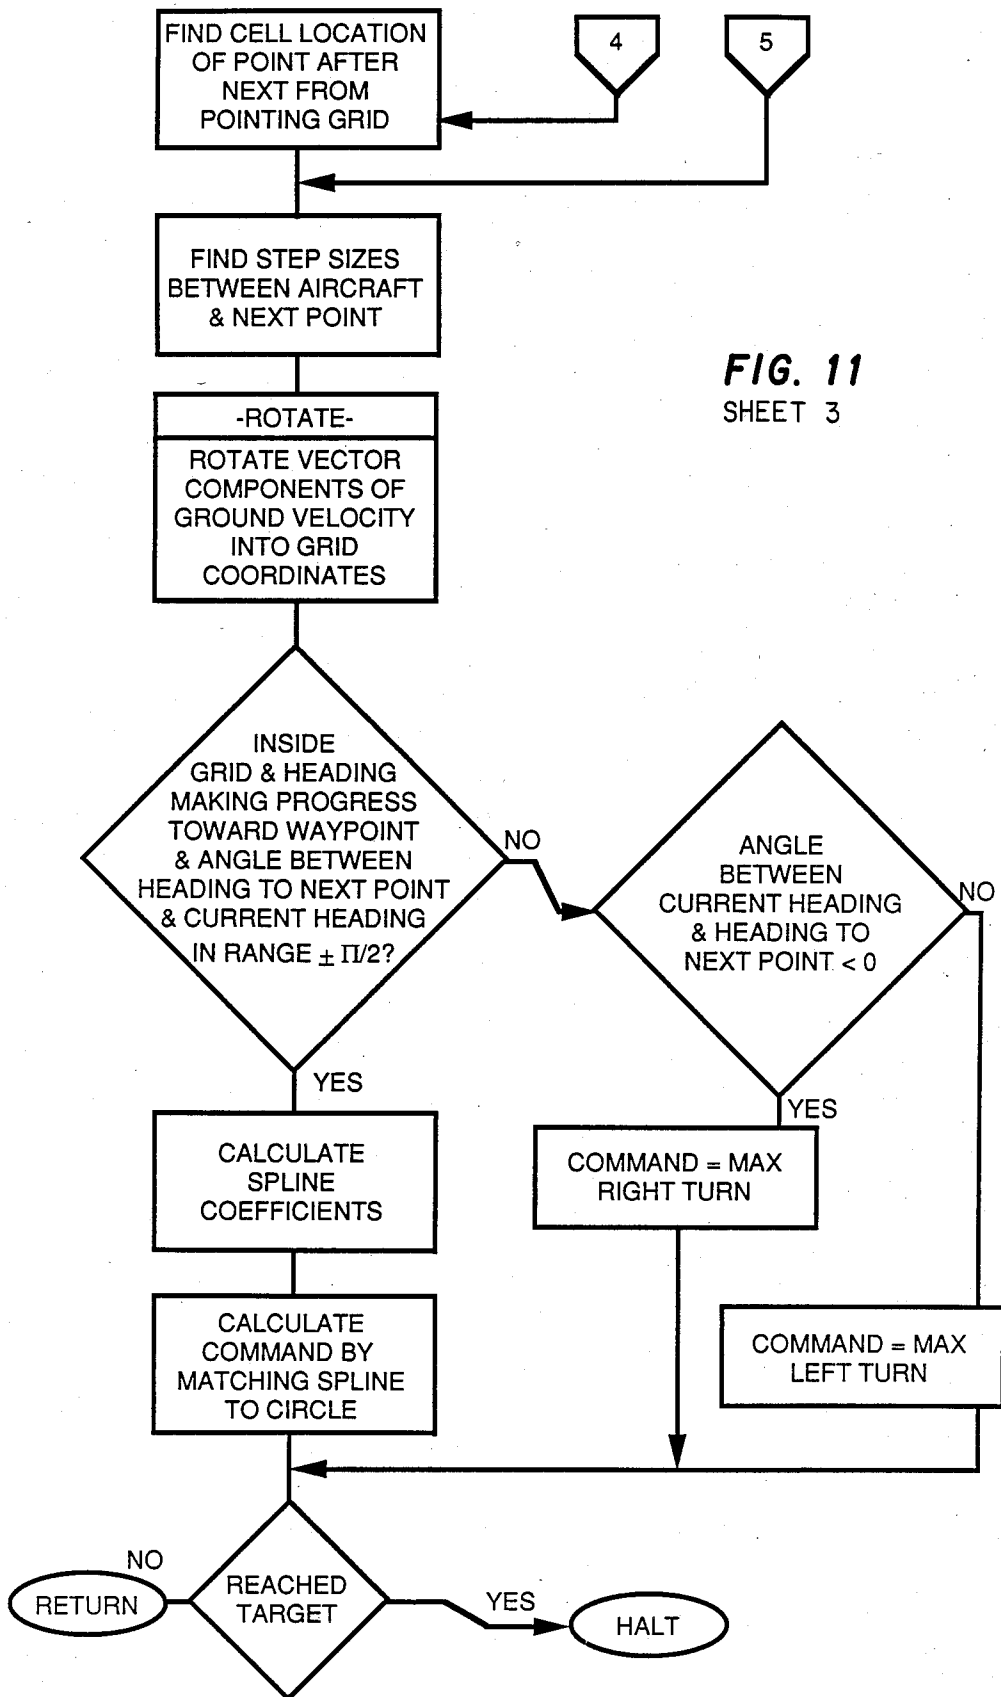 FIND CELL LOCATION
OF POINT AFTER
NEXT FROM
POINTING GRID
4
5
FIND STEP SIZES
BETWEEN AIRCRAFT
& NEXT POINT
FIG. 11
SHEET 3
-ROTATE-
ROTATE VECTOR
COMPONENTS OF
GROUND VELOCITY
INTO GRID
COORDINATES
INSIDE
GRID & HEADING
MAKING PROGRESS
TOWARD WAYPOINT
& ANGLE BETWEEN
HEADING TO NEXT POINT
& CURRENT HEADING
IN RANGE ± Π/2?
NO
ANGLE
BETWEEN
CURRENT HEADING
& HEADING TO
NEXT POINT < 0
NO
YES
YES
CALCULATE
SPLINE
COEFFICIENTS
COMMAND = MAX
RIGHT TURN
CALCULATE
COMMAND BY
MATCHING SPLINE
TO CIRCLE
COMMAND = MAX
LEFT TURN
NO
RETURN
REACHED
TARGET
YES
HALT